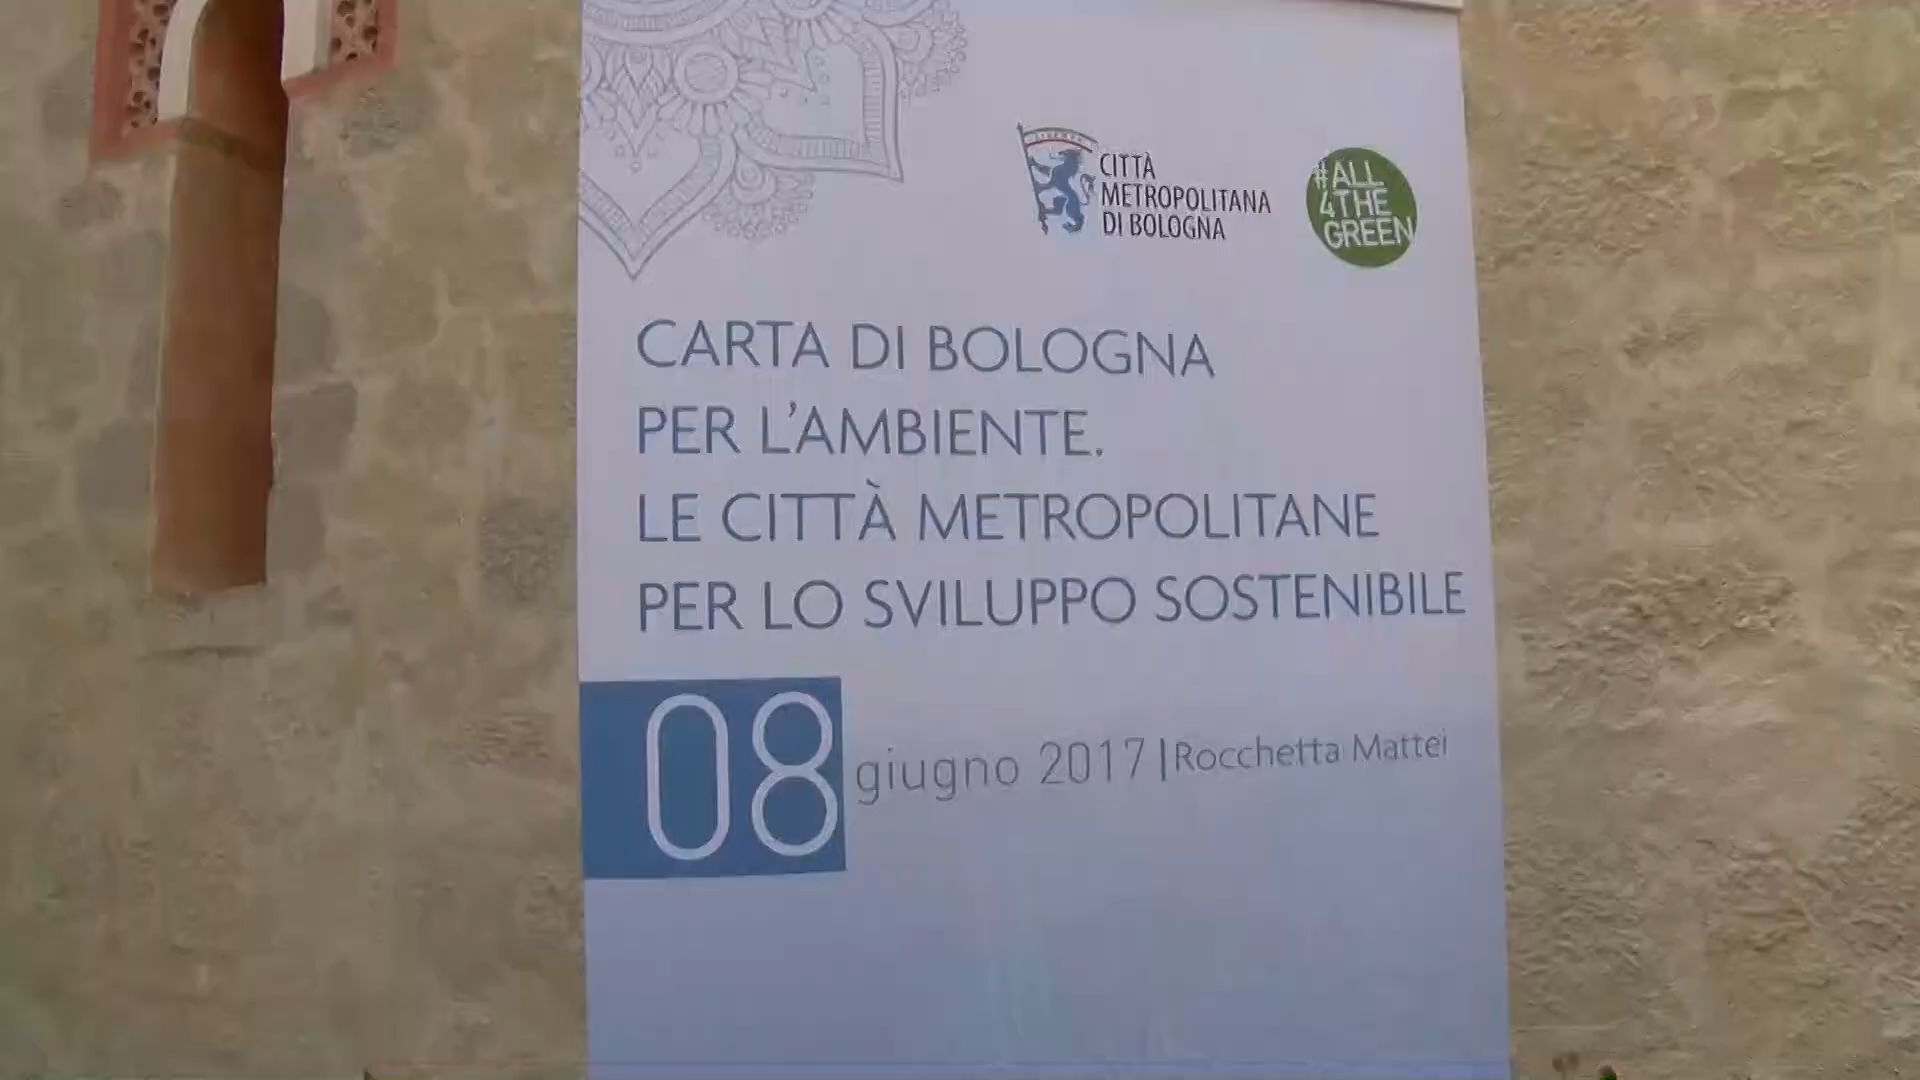 CITTÀ
METROPOLITANA
DI BOLOGNA
#ALL
4THE
GREEN
CARTA DI BOLOGNA
PER L'AMBIENTE.
LE CITTÀ METROPOLITANE
PER LO SVILUPPO SOSTENIBILE
08 giugno 2017 | Rocchetta Mattei